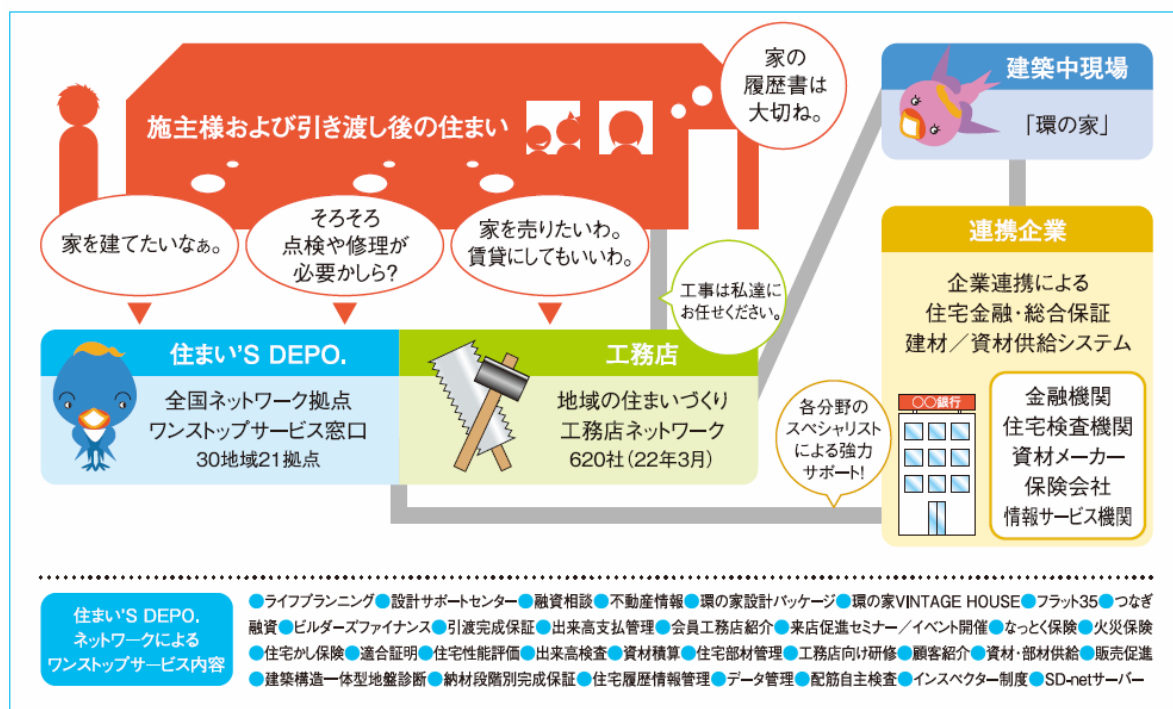 施主様および引き渡し後の住まい
家の
履歴書は
大切ね。
家を建てたいなぁ。
そろそろ
点検や修理が
必要かしら?
家を売りたいわ。
賃貸にしてもいいわ。
工事は私達に
お任せください。
住まい'S DEPO.
全国ネットワーク拠点
ワンストップサービス窓口
30地域21拠点
工務店
地域の住まいづくり
工務店ネットワーク
620社(22年3月)
建築中現場
「環の家」
連携企業
企業連携による
住宅金融・総合保証
建材/資材供給システム
○○銀行
金融機関
住宅検査機関
資材メーカー
保険会社
情報サービス機関
各分野の
スペシャリスト
による強力
サポート!
住まい'S DEPO.
ネットワークによる
ワンストップサービス内容
●ライフプランニング●設計サポートセンター●融資相談●不動産情報●環の家設計パッケージ●環の家VINTAGE HOUSE●フラット35●つなぎ
融資●ビルダーズファイナンス●引渡完成保証●出来高支払管理●会員工務店紹介●来店促進セミナー/イベント開催●なっとく保険●火災保険
●住宅かし保険●適合証明●住宅性能評価●出来高検査●資材積算●住宅部材管理●工務店向け研修●顧客紹介●資材・部材供給●販売促進
●建築構造一体型地盤診断●納材段階別完成保証●住宅履歴情報管理●データ管理●配筋自主検査●インスペクター制度●SD-netサーバー